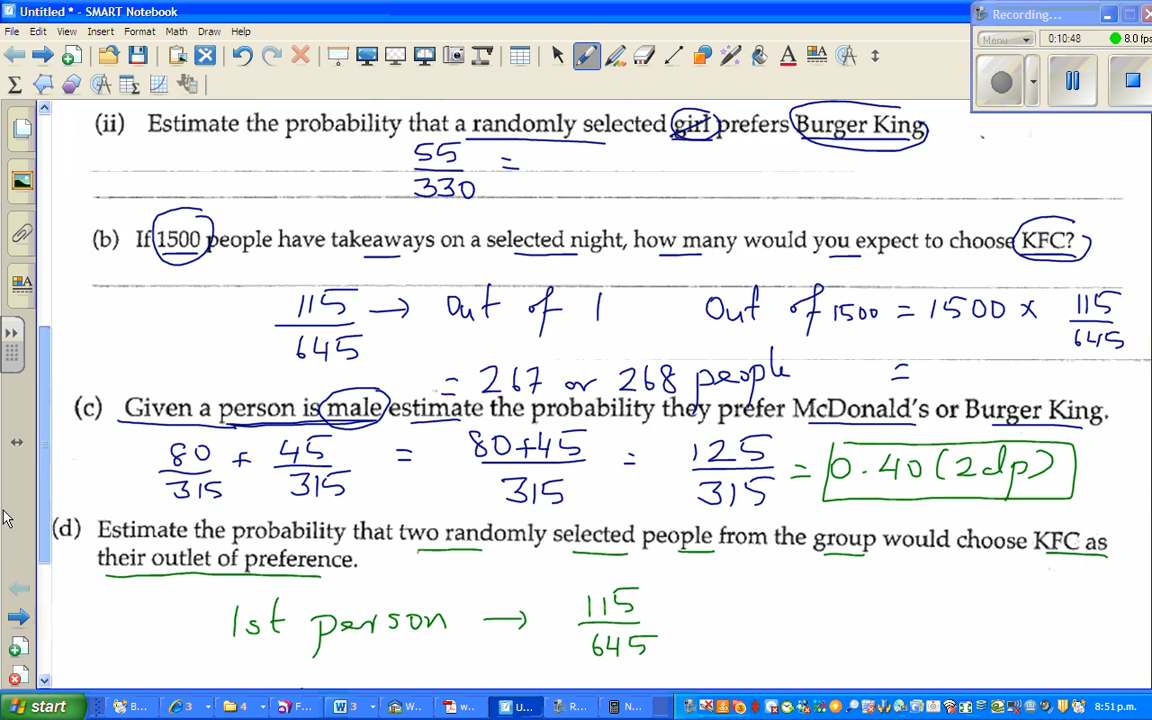 Untitled * - SMART Notebook
Recording...
File Edit View Insert Format Math Draw Help
Menu 0:10:48 8.0 fps
(ii) Estimate the probability that a randomly selected girl prefers Burger King
55/330 =
(b) If 1500 people have takeaways on a selected night, how many would you expect to choose KFC?
115/645 → Out of 1 Out of 1500 = 1500 × 115/645
= 267 or 268 people =
(c) Given a person is male estimate the probability they prefer McDonald's or Burger King.
80/315 + 45/315 = 80+45/315 = 125/315 = 0.40 (2dp)
(d) Estimate the probability that two randomly selected people from the group would choose KFC as
their outlet of preference.
1st person → 115/645
start B... 3 4 F... W... 3 w... U... R... N... 8:51 p.m.